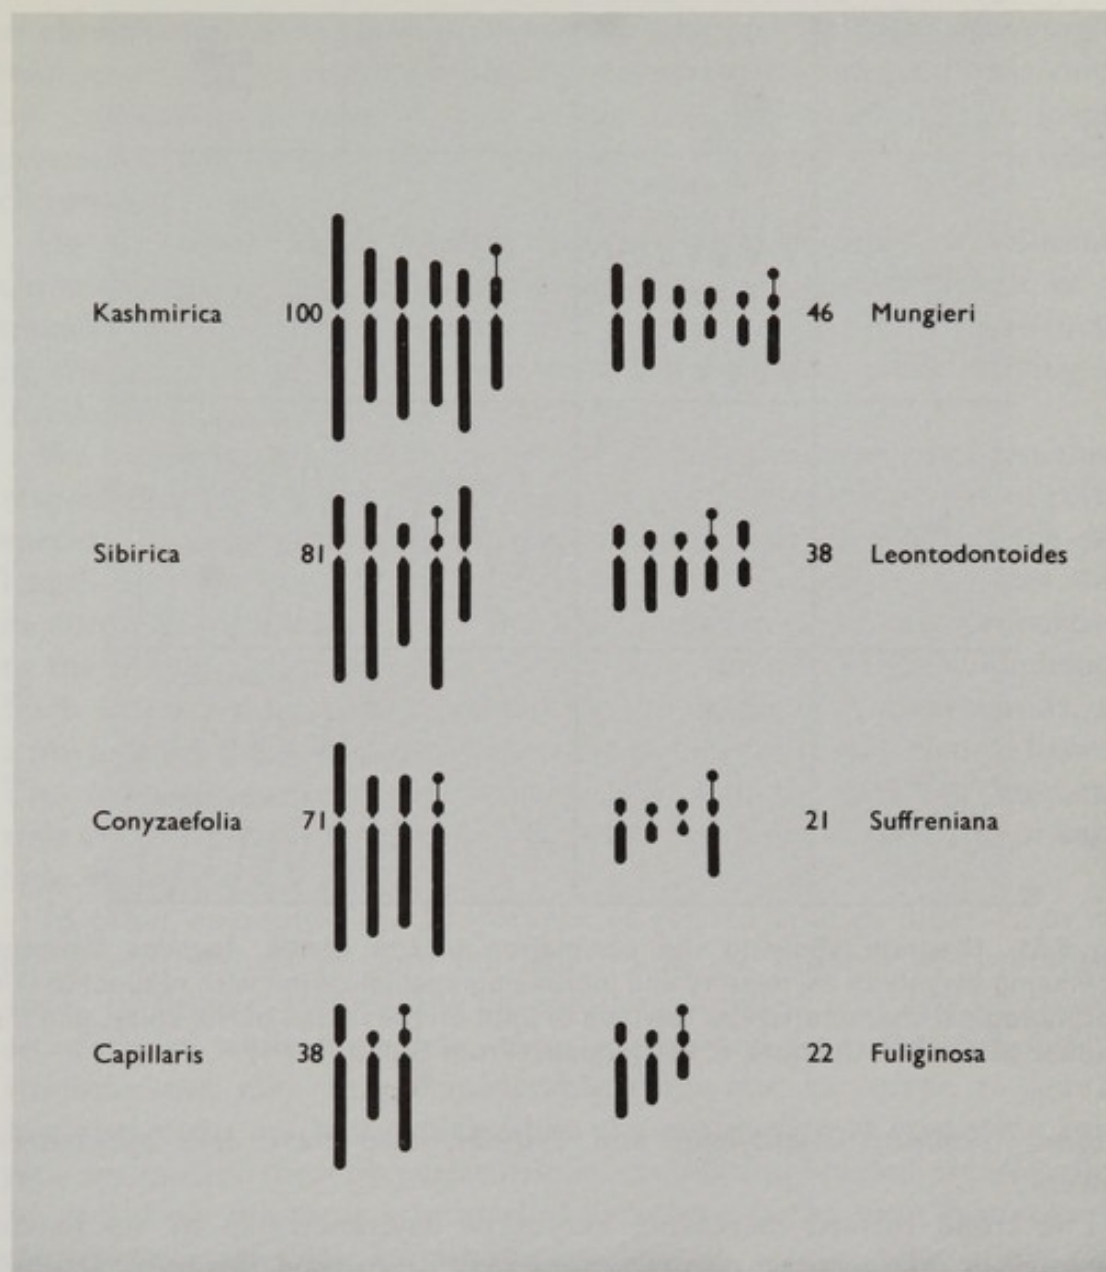 Kashmirica 100 46 Mungieri
Sibirica 81 38 Leontodontoides
Conyzaefolia 71 21 Suffreniana
Capillaris 38 22 Fuliginosa